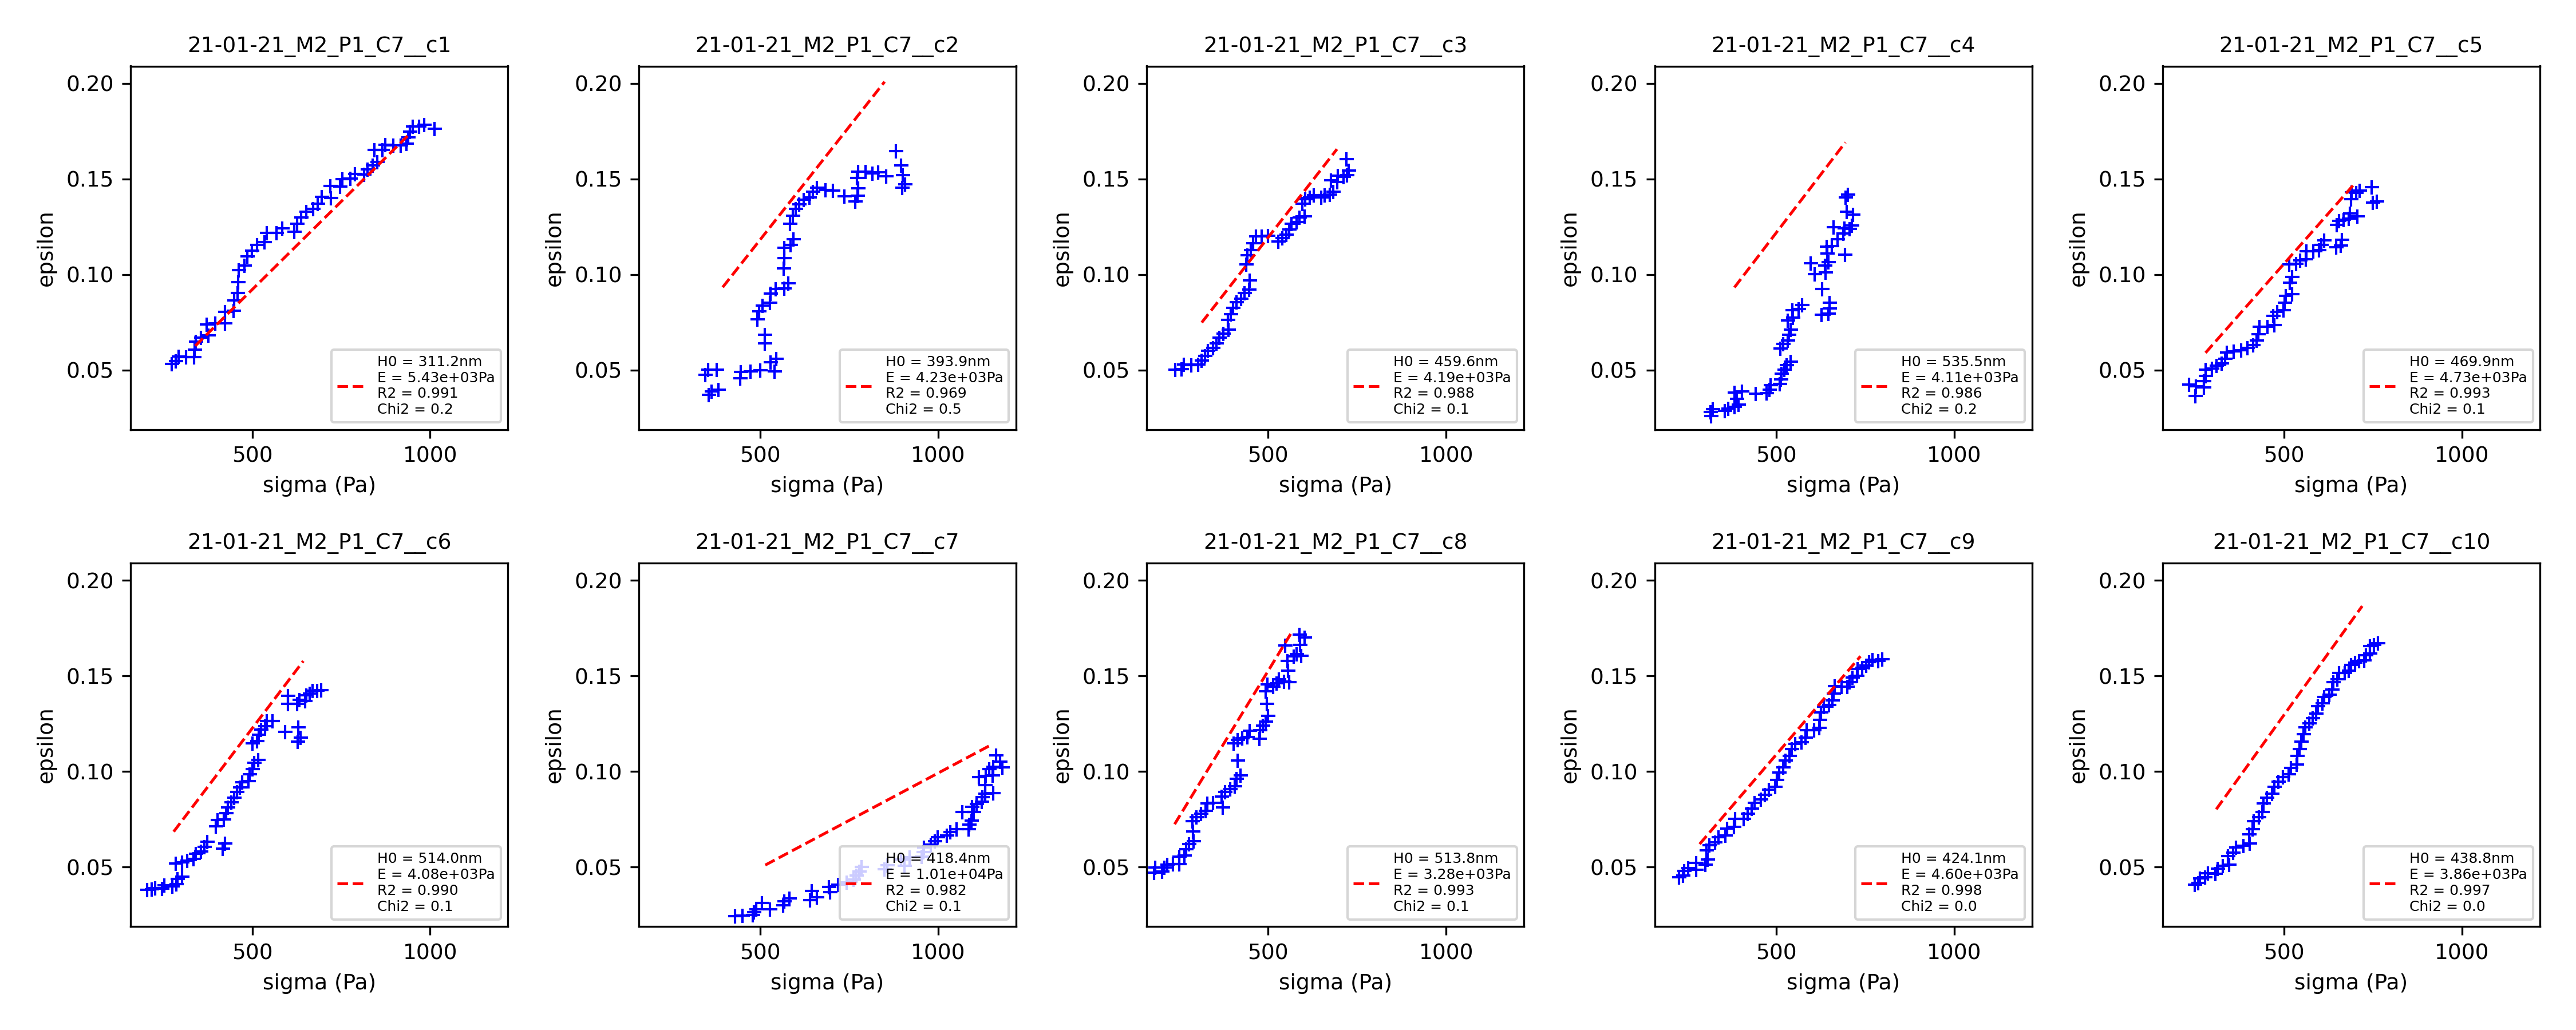 21-01-21_M2_P1_C7__c1
0.20
0.15
0.10
0.05
epsilon
H0 = 311.2nm
E = 5.43e+03Pa
R2 = 0.991
Chi2 = 0.2
500
1000
sigma (Pa)
21-01-21_M2_P1_C7__c2
0.20
0.15
0.10
0.05
epsilon
H0 = 393.9nm
E = 4.23e+03Pa
R2 = 0.969
Chi2 = 0.5
500
1000
sigma (Pa)
21-01-21_M2_P1_C7__c3
0.20
0.15
0.10
0.05
epsilon
H0 = 459.6nm
E = 4.19e+03Pa
R2 = 0.988
Chi2 = 0.1
500
1000
sigma (Pa)
21-01-21_M2_P1_C7__c4
0.20
0.15
0.10
0.05
epsilon
H0 = 535.5nm
E = 4.11e+03Pa
R2 = 0.986
Chi2 = 0.2
500
1000
sigma (Pa)
21-01-21_M2_P1_C7__c5
0.20
0.15
0.10
0.05
epsilon
H0 = 469.9nm
E = 4.73e+03Pa
R2 = 0.993
Chi2 = 0.1
500
1000
sigma (Pa)
21-01-21_M2_P1_C7__c6
0.20
0.15
0.10
0.05
epsilon
H0 = 514.0nm
E = 4.08e+03Pa
R2 = 0.990
Chi2 = 0.1
500
1000
sigma (Pa)
21-01-21_M2_P1_C7__c7
0.20
0.15
0.10
0.05
epsilon
H0 = 418.4nm
E = 1.01e+04Pa
R2 = 0.982
Chi2 = 0.1
500
1000
sigma (Pa)
21-01-21_M2_P1_C7__c8
0.20
0.15
0.10
0.05
epsilon
H0 = 513.8nm
E = 3.28e+03Pa
R2 = 0.993
Chi2 = 0.1
500
1000
sigma (Pa)
21-01-21_M2_P1_C7__c9
0.20
0.15
0.10
0.05
epsilon
H0 = 424.1nm
E = 4.60e+03Pa
R2 = 0.998
Chi2 = 0.0
500
1000
sigma (Pa)
21-01-21_M2_P1_C7__c10
0.20
0.15
0.10
0.05
epsilon
H0 = 438.8nm
E = 3.86e+03Pa
R2 = 0.997
Chi2 = 0.0
500
1000
sigma (Pa)